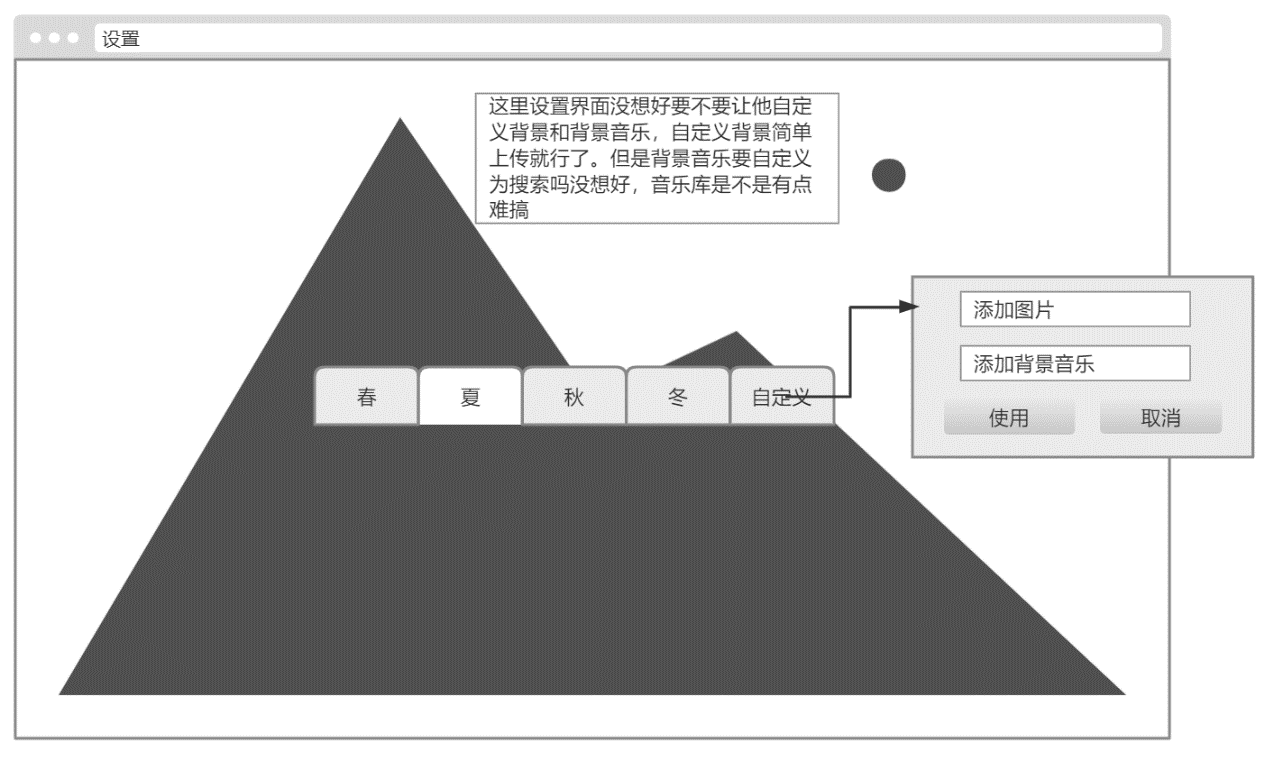 设置
这里设置界面没想好要不要让他自定
义背景和背景音乐，自定义背景简单
上传就行了。但是背景音乐要自定义
为搜索吗没想好，音乐库是不是有点
难搞
添加图片
添加背景音乐
使用 取消
春 夏 秋 冬 自定义